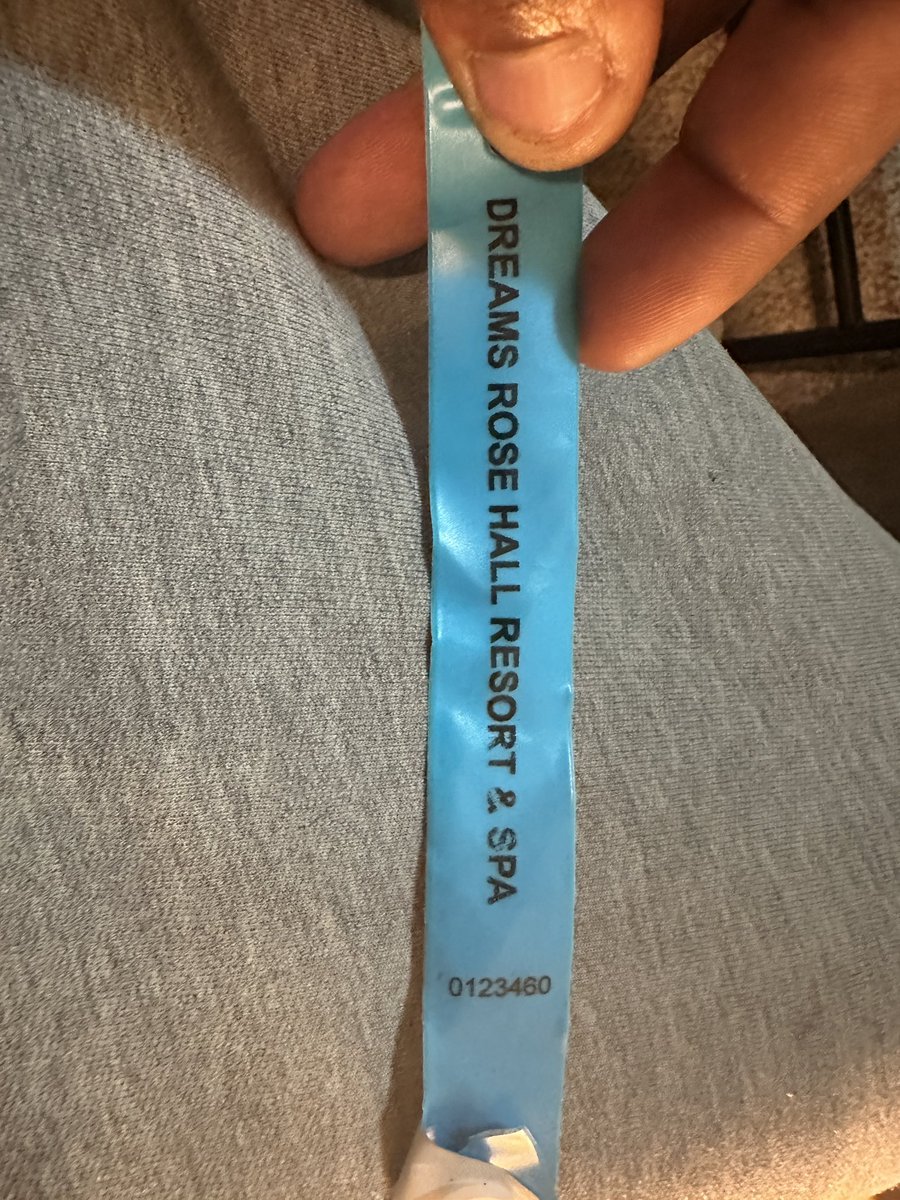 DREAMS ROSE HALL RESORT & SPA
0123460